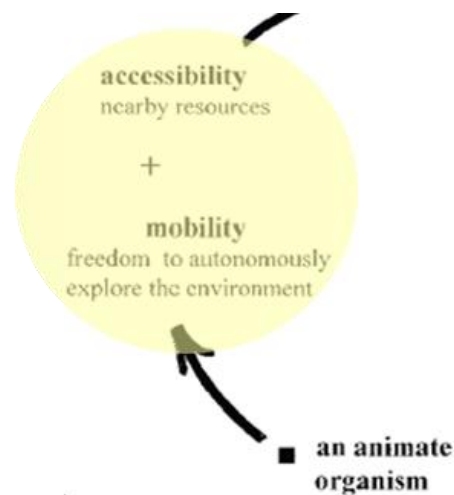 accessibility
nearby resources
+
mobility
freedom to autonomously
explore the environment
an animate
organism